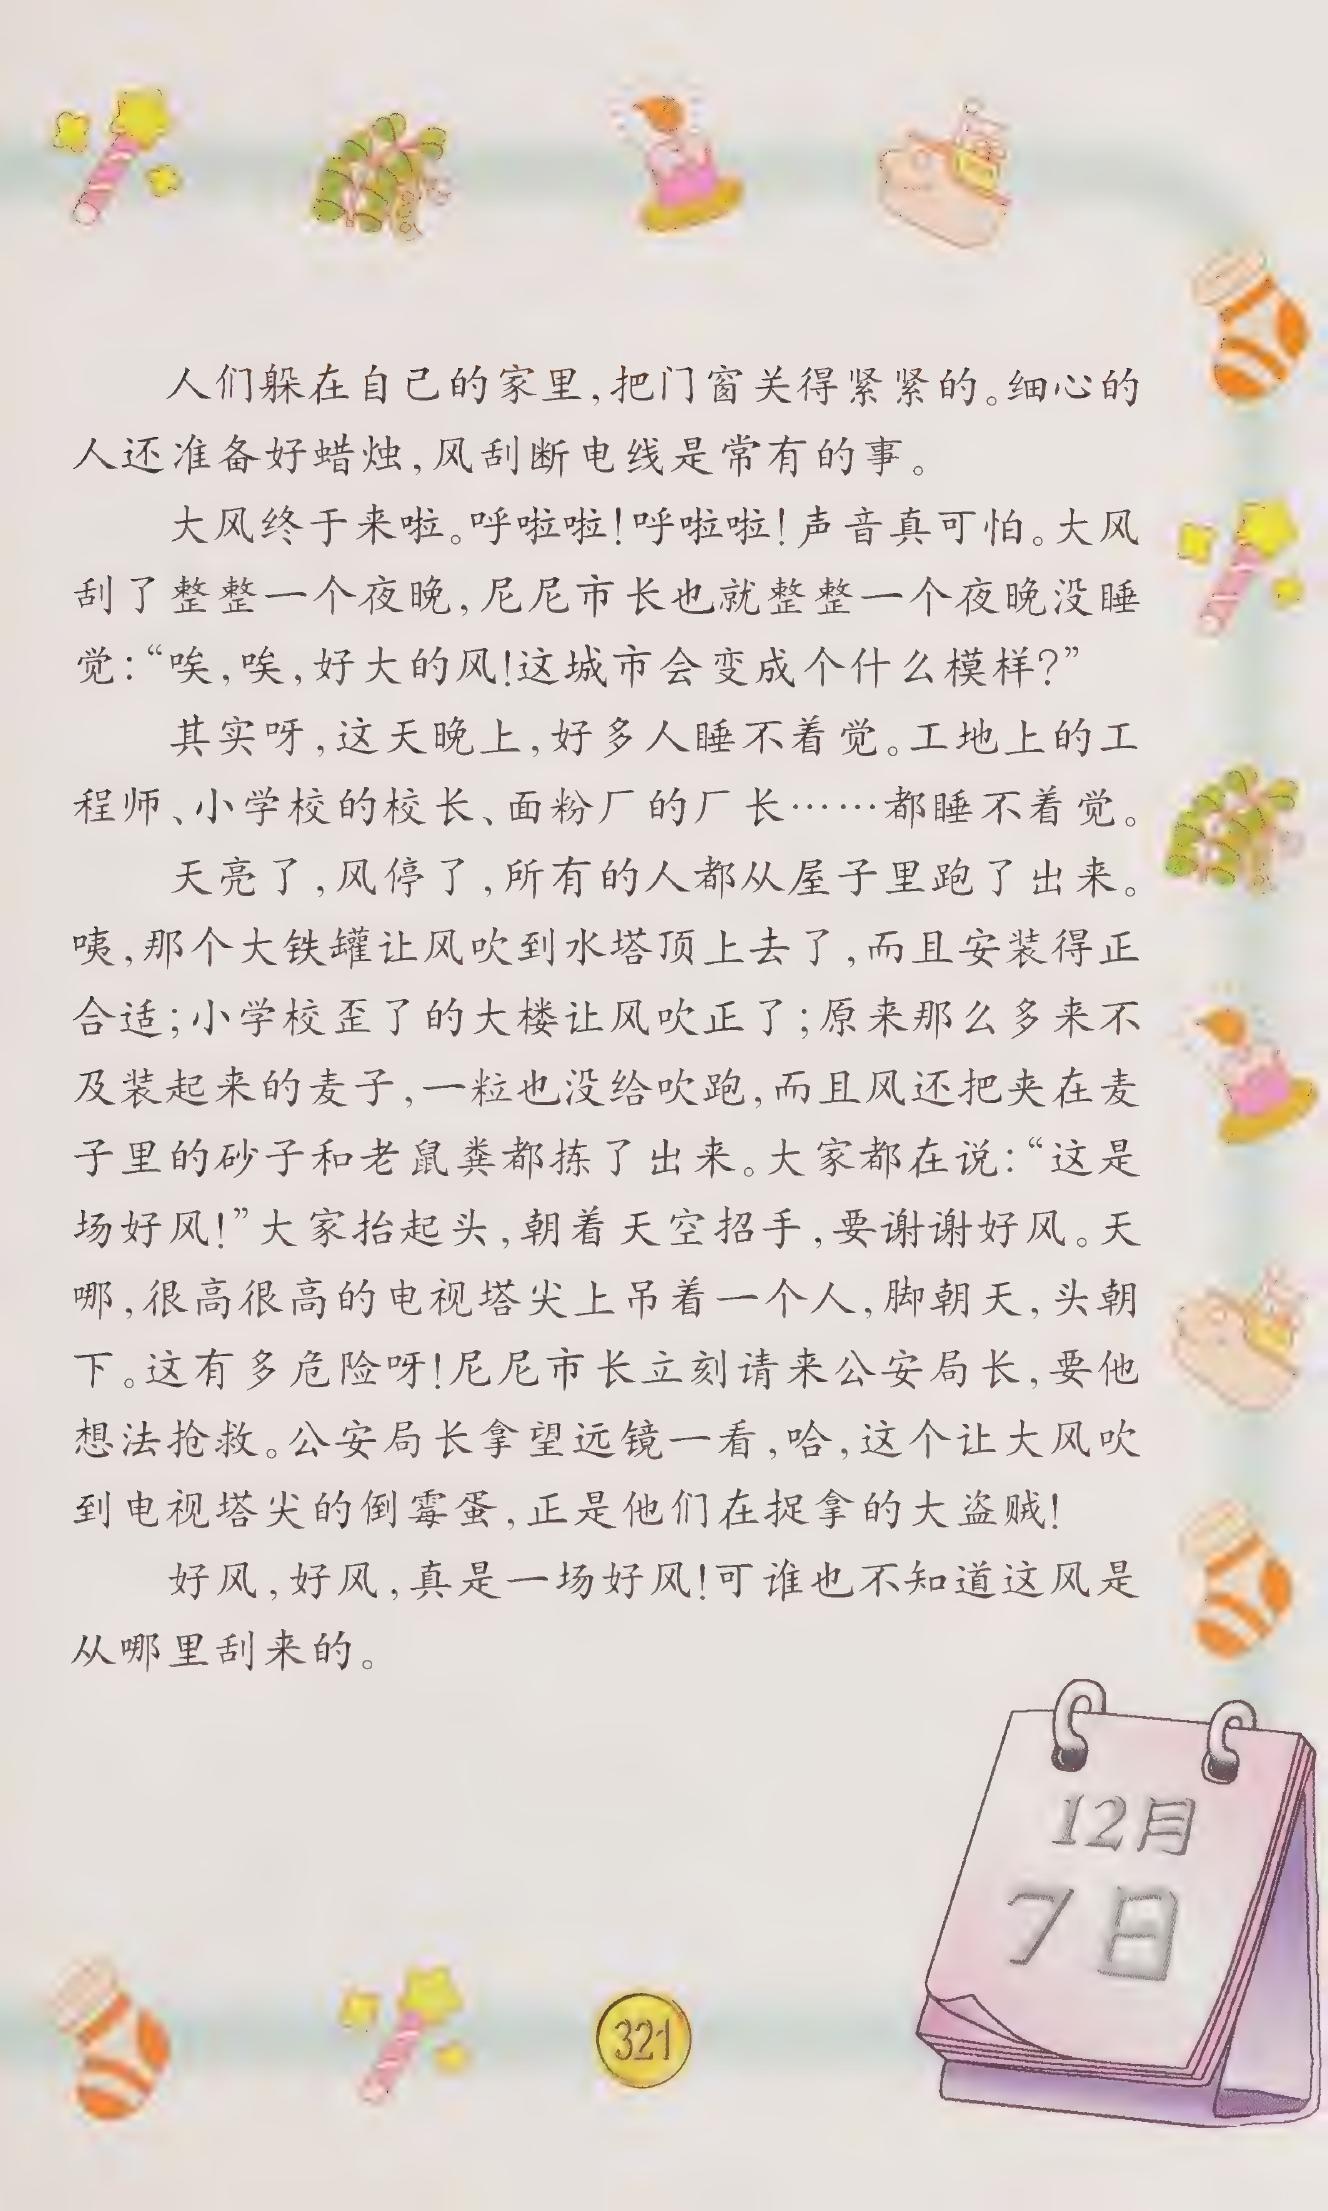 人们躲在自己的家里，把门窗关得紧紧的。细心的
人还准备好蜡烛，风刮断电线是常有的事。
大风终于来啦。呼啦啦！呼啦啦！声音真可怕。大风
刮了整整一个夜晚，尼尼市长也就整整一个夜晚没睡
觉：“唉，唉，好大的风！这城市会变成个什么模样？”
其实呀，这天晚上，好多人睡不着觉。工地上的工
程师、小学校的校长、面粉厂的厂长……都睡不着觉。
天亮了，风停了，所有的人都从屋子里跑了出来。
咦，那个大铁罐让风吹到水塔顶上去了，而且安装得正
合适；小学校歪了的大楼让风吹正了；原来那么多来不
及装起来的麦子，一粒也没给吹跑，而且风还把夹在麦
子里的砂子和老鼠粪都拣了出来。大家都在说：“这是
场好风！”大家抬起头，朝着天空招手，要谢谢好风。天
哪，很高很高的电视塔尖上吊着一个人，脚朝天，头朝
下。这有多危险呀！尼尼市长立刻请来公安局长，要他
想法抢救。公安局长拿望远镜一看，哈，这个让大风吹
到电视塔尖的倒霉蛋，正是他们在捉拿的大盗贼！
好风，好风，真是一场好风！可谁也不知道这风是
从哪里刮来的。
12月
7日
321